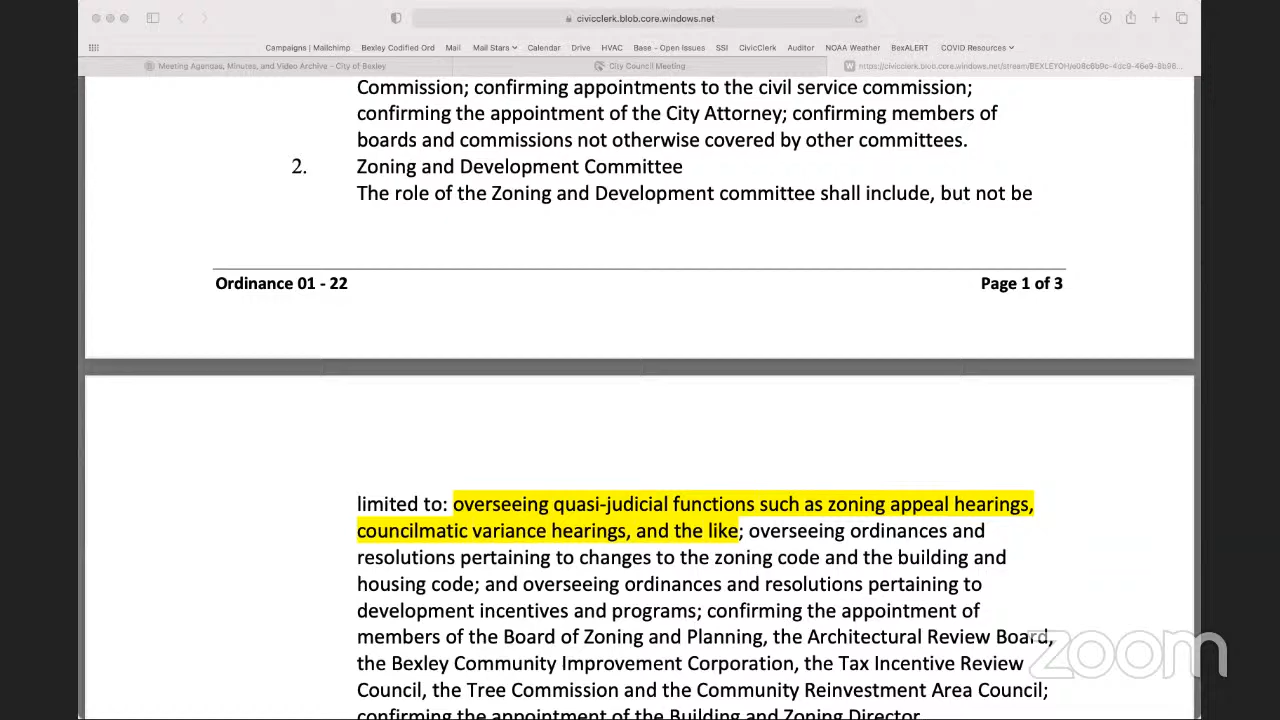 civicclerk.blob.core.windows.net
Campaigns | Mailchimp Bexley Codified Ord Mail Mail Stars Calendar Drive HVAC Base - Open Issues SSI CivicClerk Auditor NOAA Weather BexALERT COVID Resources
Meeting Agendas, Minutes, and Video Archive - City of Bexley City Council Meeting
Commission; confirming appointments to the civil service commission;
confirming the appointment of the City Attorney; confirming members of
boards and commissions not otherwise covered by other committees.
2. Zoning and Development Committee
The role of the Zoning and Development committee shall include, but not be
Ordinance 01 - 22 Page 1 of 3
limited to: overseeing quasi-judicial functions such as zoning appeal hearings,
councilmatic variance hearings, and the like; overseeing ordinances and
resolutions pertaining to changes to the zoning code and the building and
housing code; and overseeing ordinances and resolutions pertaining to
development incentives and programs; confirming the appointment of
members of the Board of Zoning and Planning, the Architectural Review Board,
the Bexley Community Improvement Corporation, the Tax Incentive Review
Council, the Tree Commission and the Community Reinvestment Area Council;
confirming the appointment of the Building and Zoning Director
zoom